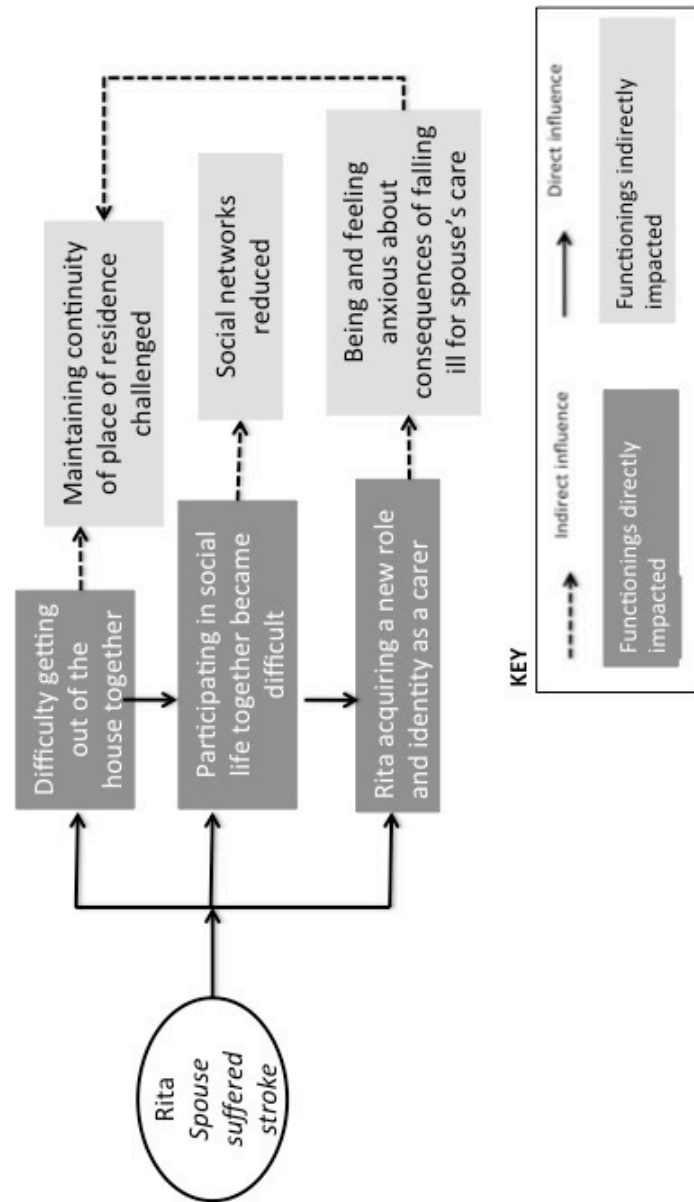 Rita
Spouse
suffered
stroke
Difficulty getting
out of the
house together
Participating in social
life together became
difficult
Rita acquiring a new role
and identity as a carer
Maintaining continuity
of place of residence
challenged
Social networks
reduced
Being and feeling
anxious about
consequences of falling
ill for spouse's care
KEY
Indirect influence
Direct influence
Functionings directly
impacted
Functionings indirectly
impacted